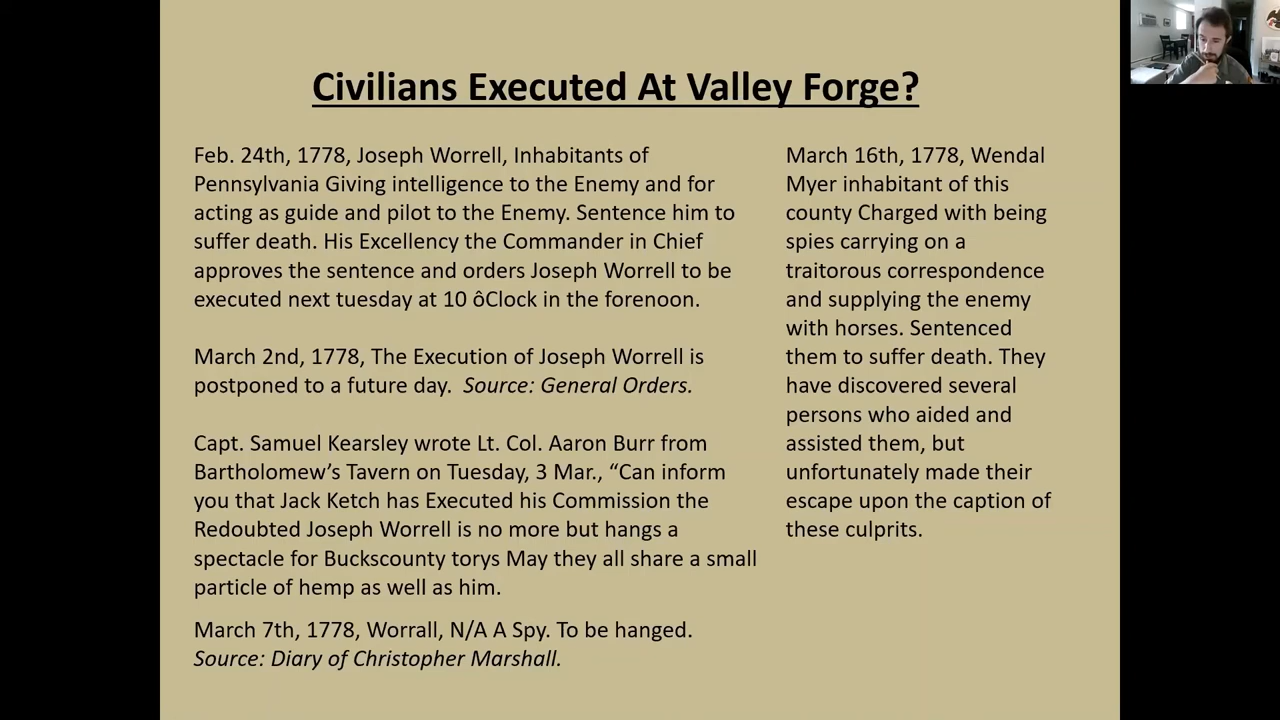 Civilians Executed At Valley Forge?
Feb. 24th, 1778, Joseph Worrell, Inhabitants of
Pennsylvania Giving intelligence to the Enemy and for
acting as guide and pilot to the Enemy. Sentence him to
suffer death. His Excellency the Commander in Chief
approves the sentence and orders Joseph Worrell to be
executed next tuesday at 10 ôClock in the forenoon.
March 2nd, 1778, The Execution of Joseph Worrell is
postponed to a future day. Source: General Orders.
Capt. Samuel Kearsley wrote Lt. Col. Aaron Burr from
Bartholomew’s Tavern on Tuesday, 3 Mar., “Can inform
you that Jack Ketch has Executed his Commission the
Redoubted Joseph Worrell is no more but hangs a
spectacle for Buckscounty torys May they all share a small
particle of hemp as well as him.
March 7th, 1778, Worrall, N/A A Spy. To be hanged.
Source: Diary of Christopher Marshall.
March 16th, 1778, Wendal
Myer inhabitant of this
county Charged with being
spies carrying on a
traitorous correspondence
and supplying the enemy
with horses. Sentenced
them to suffer death. They
have discovered several
persons who aided and
assisted them, but
unfortunately made their
escape upon the caption of
these culprits.